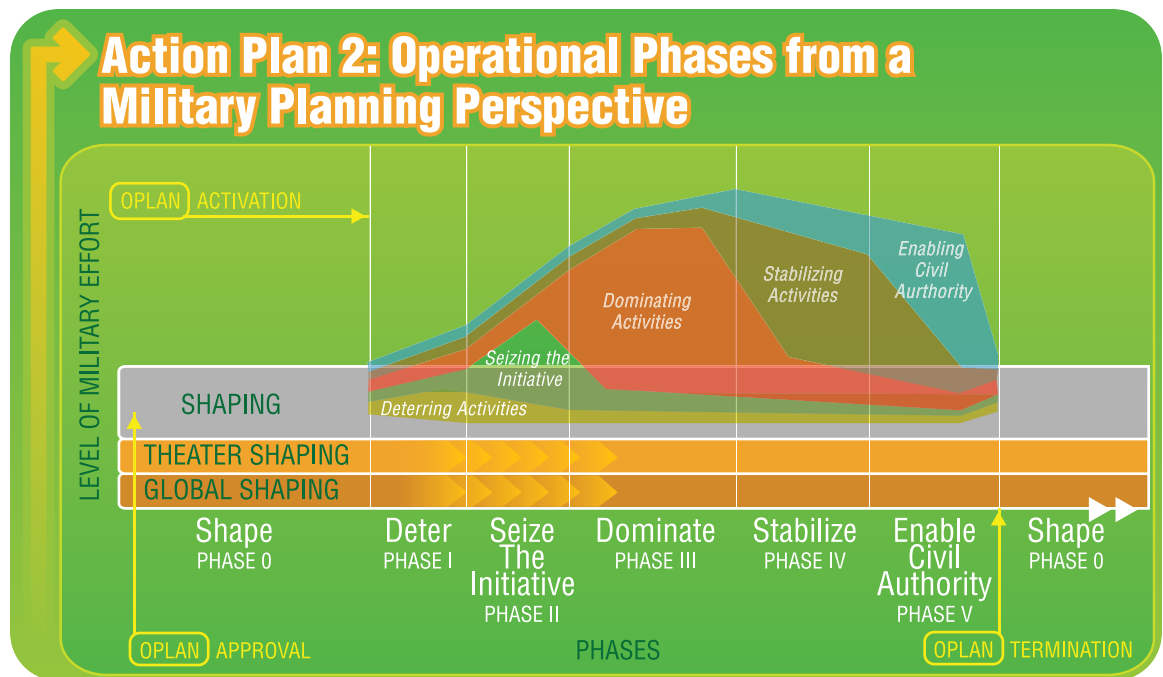 Action Plan 2: Operational Phases from a
Military Planning Perspective
OPLAN ACTIVATION
LEVEL OF MILITARY EFFORT
Enabling
Civil
Aurthority
Stabilizing
Activities
Dominating
Activities
Seizing the
Initiative
Deterring Activities
SHAPING
THEATER SHAPING
GLOBAL SHAPING
Shape
PHASE 0
Deter
PHASE I
Seize
The
Initiative
PHASE II
Dominate
PHASE III
Stabilize
PHASE IV
Enable
Civil
Authority
PHASE V
Shape
PHASE 0
OPLAN APPROVAL
PHASES
OPLAN TERMINATION